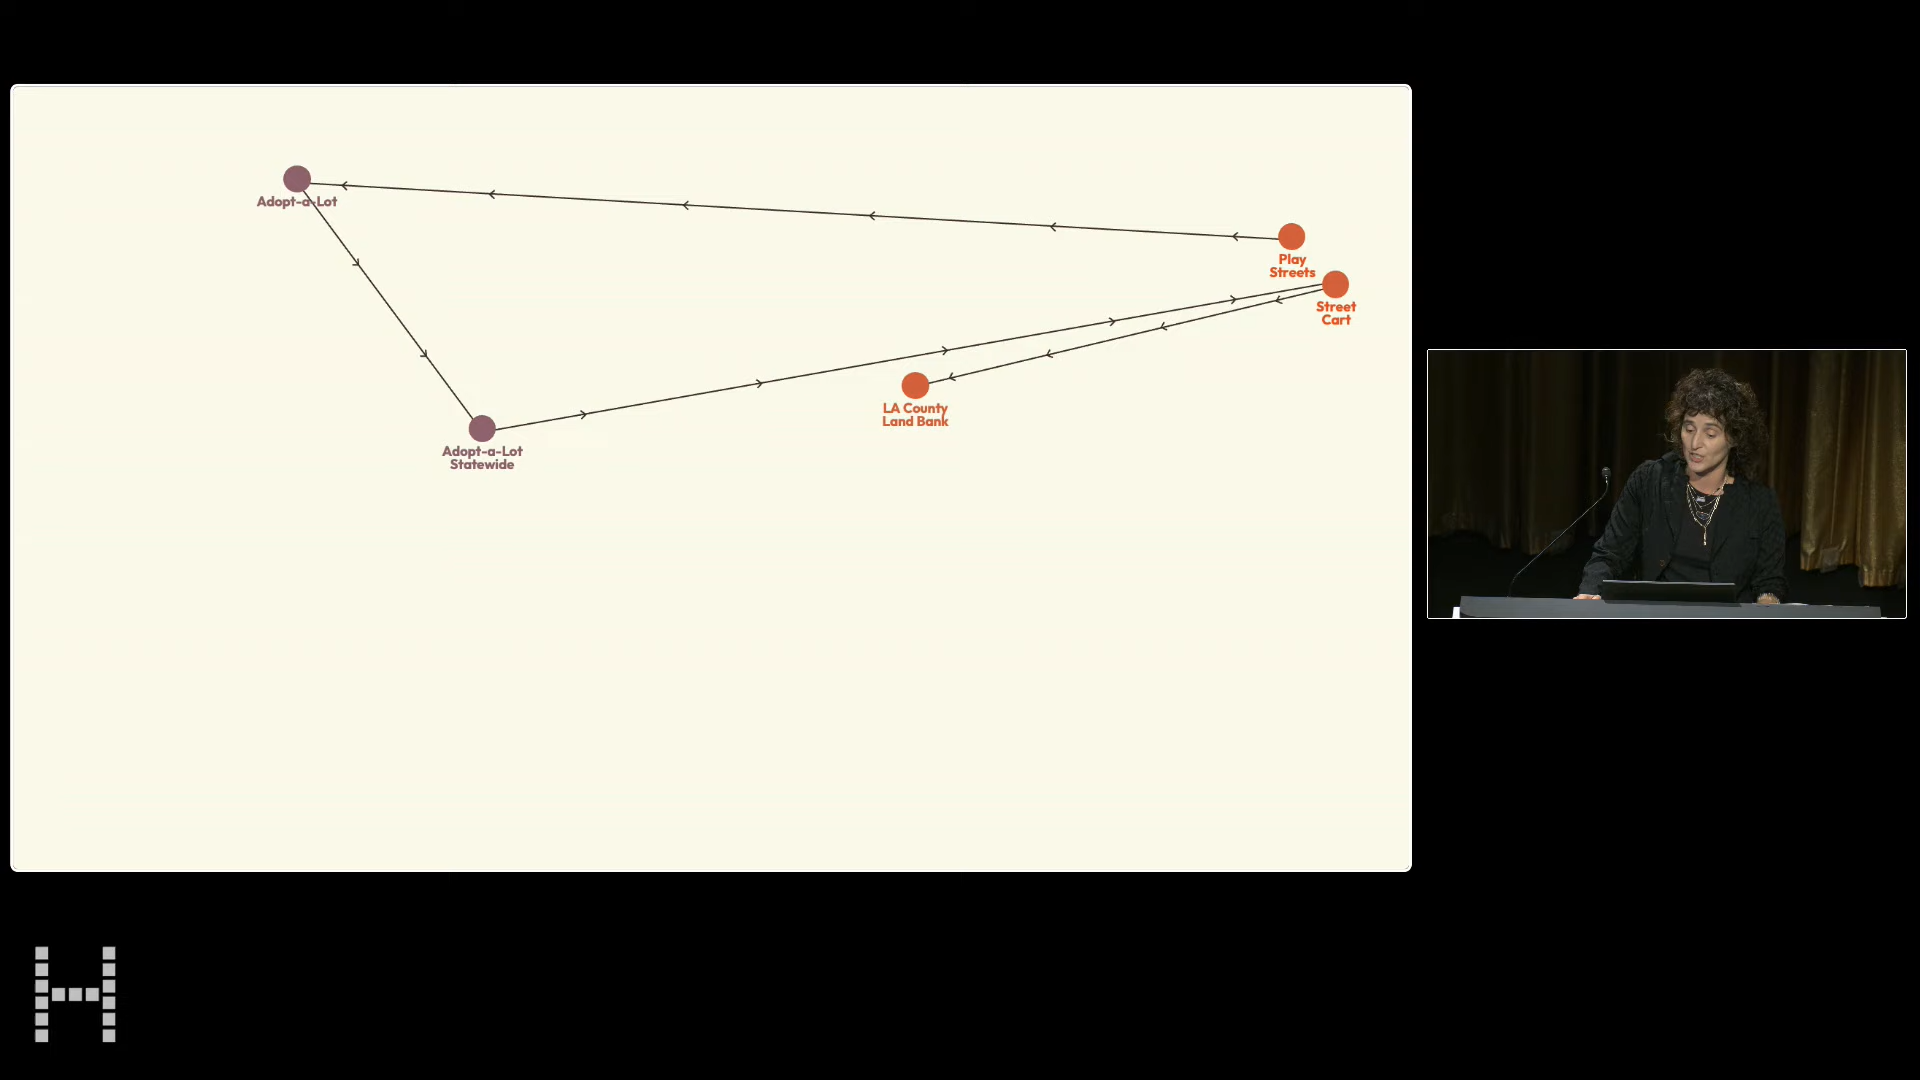 Adopt-a-Lot
Play
Streets
Street
Cart
LA County
Land Bank
Adopt-a-Lot
Statewide